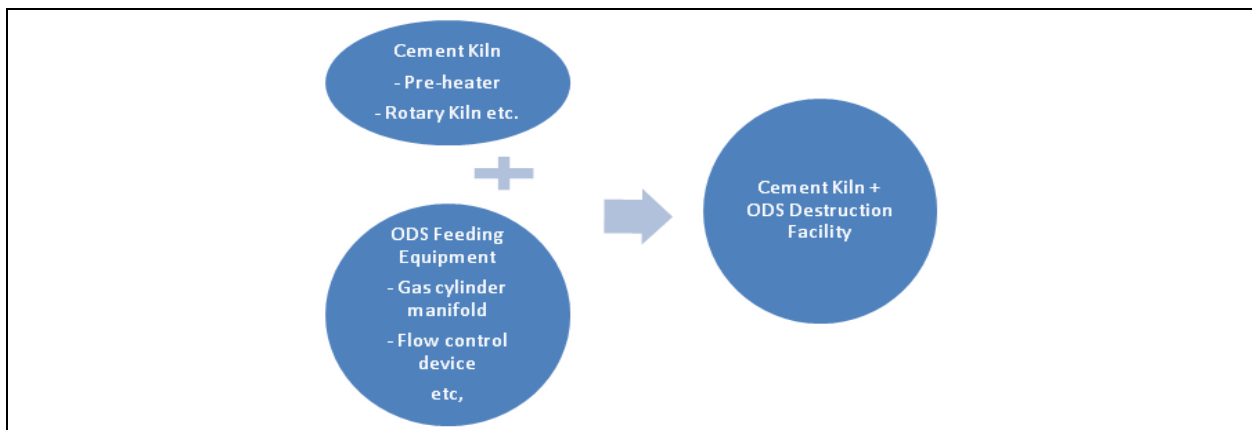 Cement Kiln
- Pre-heater
- Rotary Kiln etc.
ODS Feeding
Equipment
- Gas cylinder
manifold
- Flow control
device
etc,
Cement Kiln +
ODS Destruction
Facility